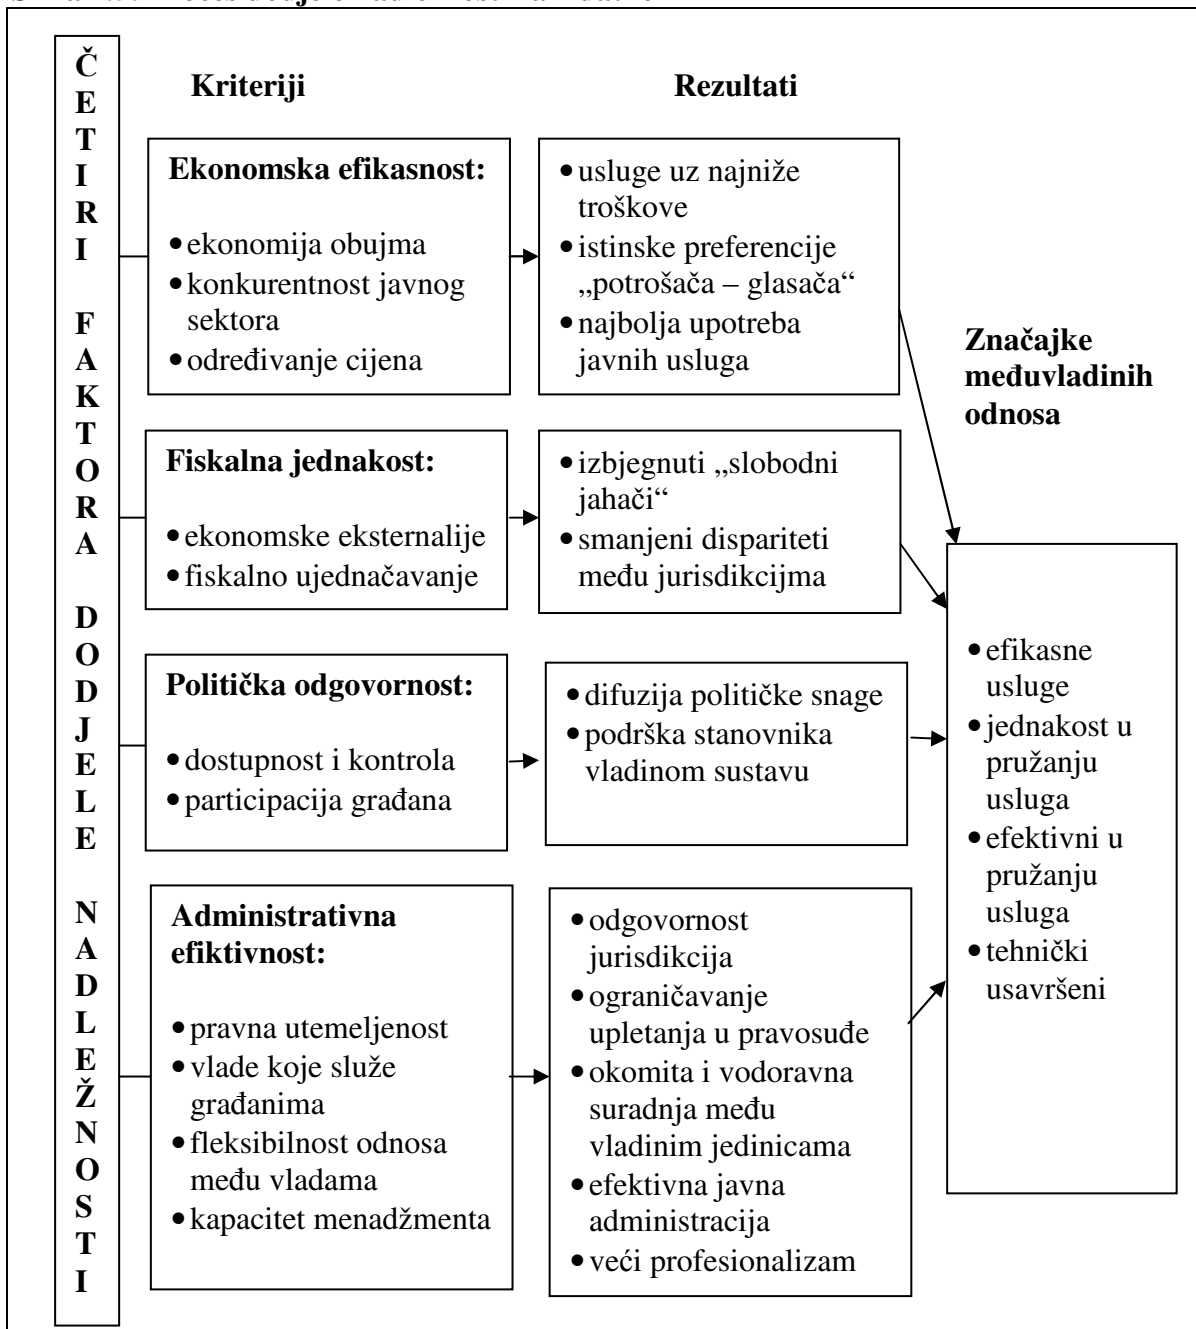 ČETIRI FAKTORA DODJELE NADLEŽNOSTI
Kriteriji
Rezultati
Ekonomska efikasnost:
• ekonomija obujma
• konkurentnost javnog
sektora
• određivanje cijena
• usluge uz najniže
troškove
• istinske preferencije
„potrošača – glasača“
• najbolja upotreba
javnih usluga
Fiskalna jednakost:
• ekonomske eksternalije
• fiskalno ujednačavanje
• izbjegnuti „slobodni
jahači“
• smanjeni dispariteti
među jurisdikcijma
Politička odgovornost:
• dostupnost i kontrola
• participacija građana
• difuzija političke snage
• podrška stanovnika
vladinom sustavu
Administrativna
efiktivnost:
• pravna utemeljenost
• vlade koje služe
građanima
• fleksibilnost odnosa
među vladama
• kapacitet menadžmenta
• odgovornost
jurisdikcija
• ograničavanje
upletanja u pravosuđe
• okomita i vodoravna
suradnja među
vladinim jedinicama
• efektivna javna
administracija
• veći profesionalizam
Značajke
međuvladinih
odnosa
• efikasne
usluge
• jednakost u
pružanju
usluga
• efektivni u
pružanju
usluga
• tehnički
usavršeni